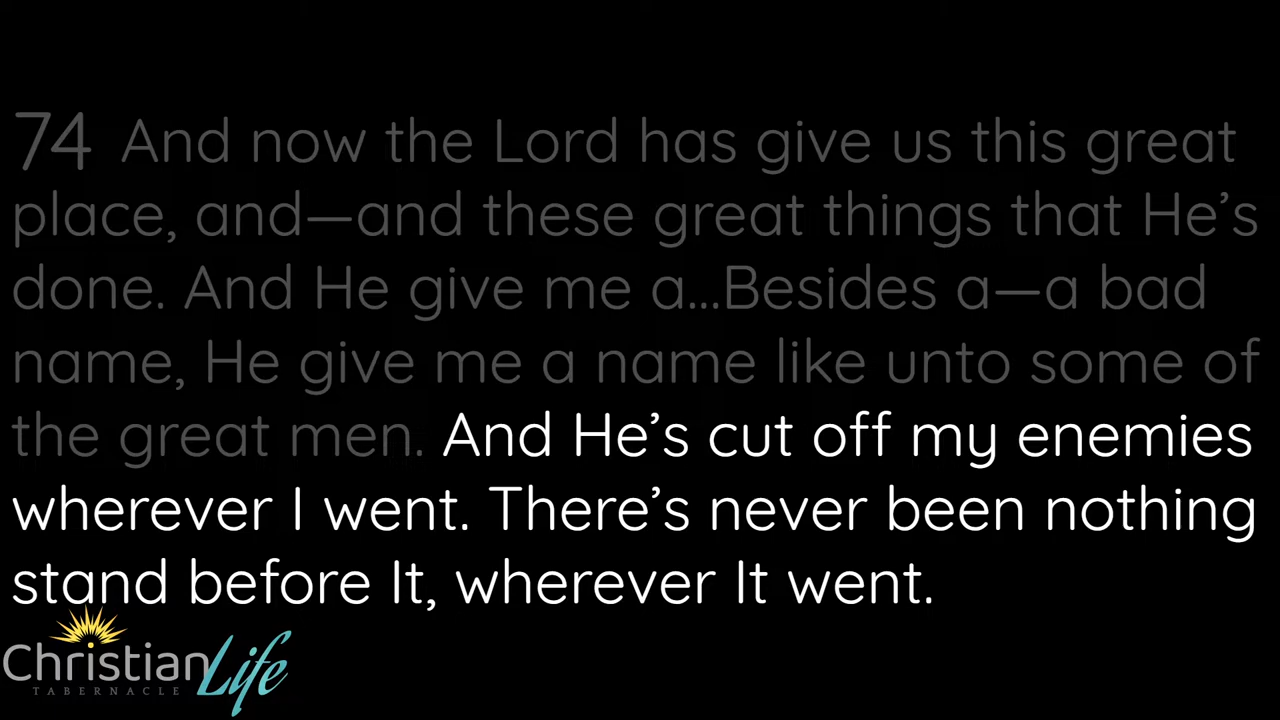 74 And now the Lord has give us this great
place, and—and these great things that He’s
done. And He give me a...Besides a—a bad
name, He give me a name like unto some of
the great men. And He’s cut off my enemies
wherever I went. There’s never been nothing
stand before It, wherever It went.
Christian Life
TABERNACLE